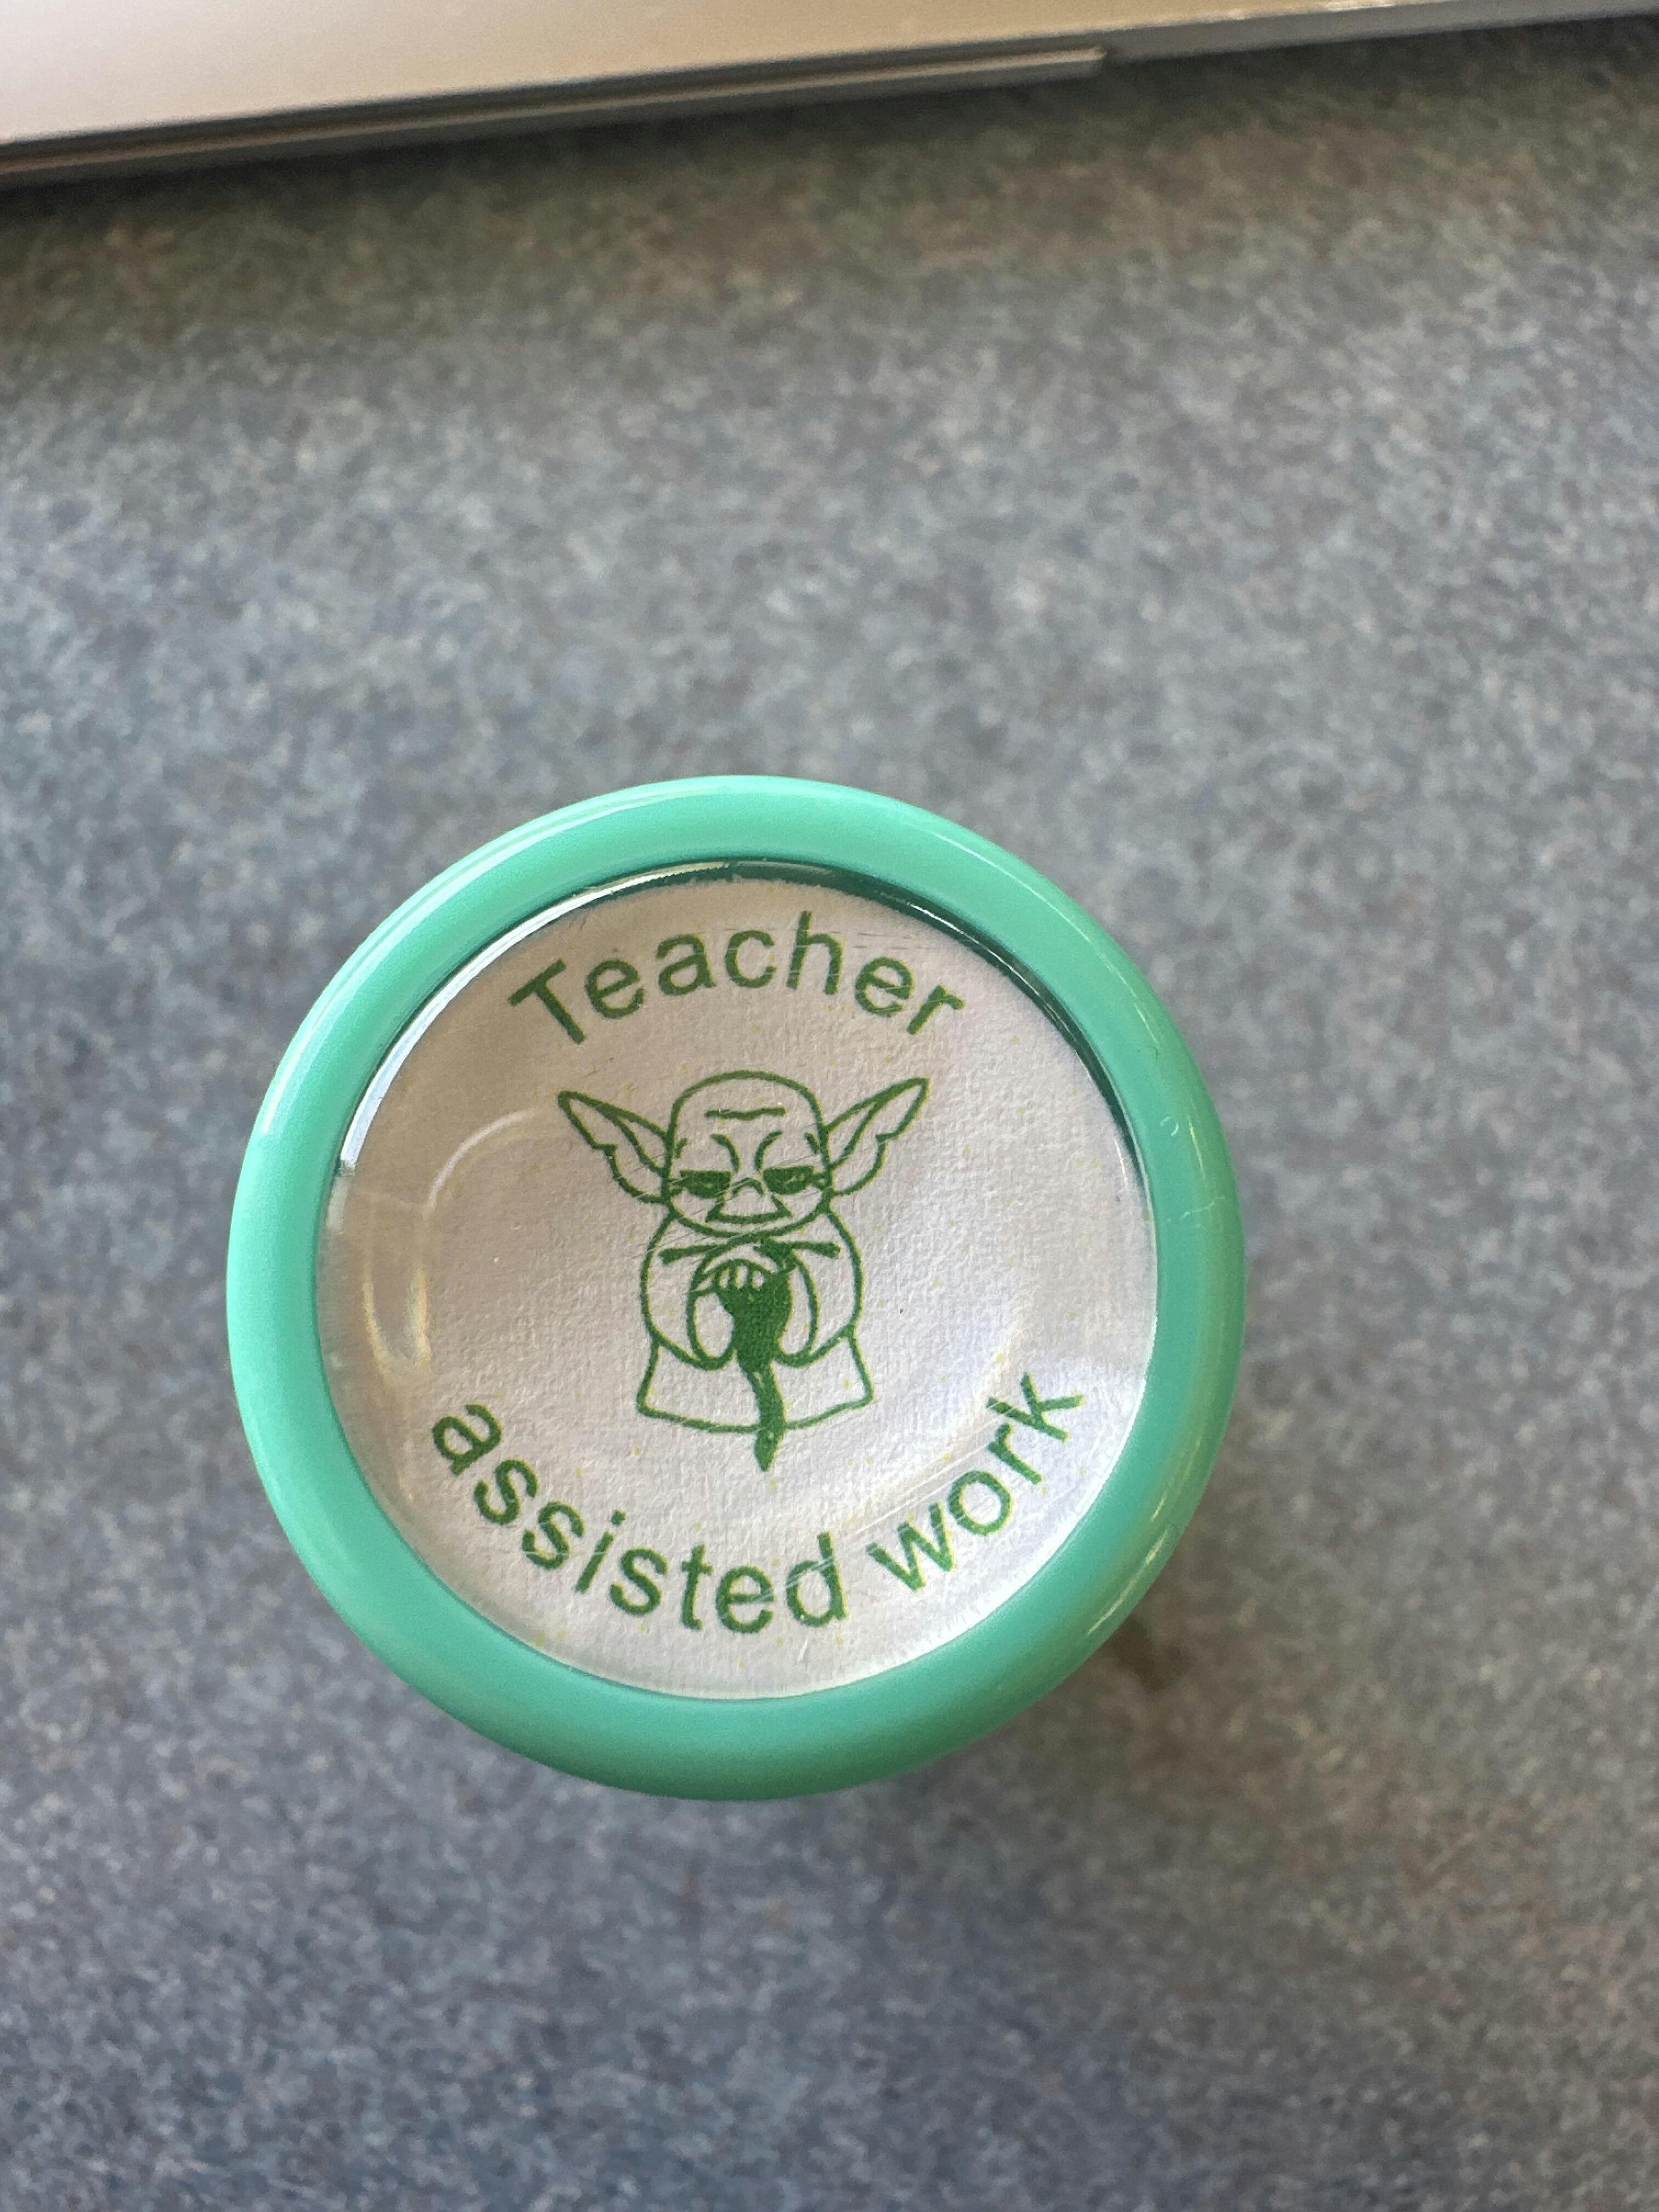 Teacher
assisted work